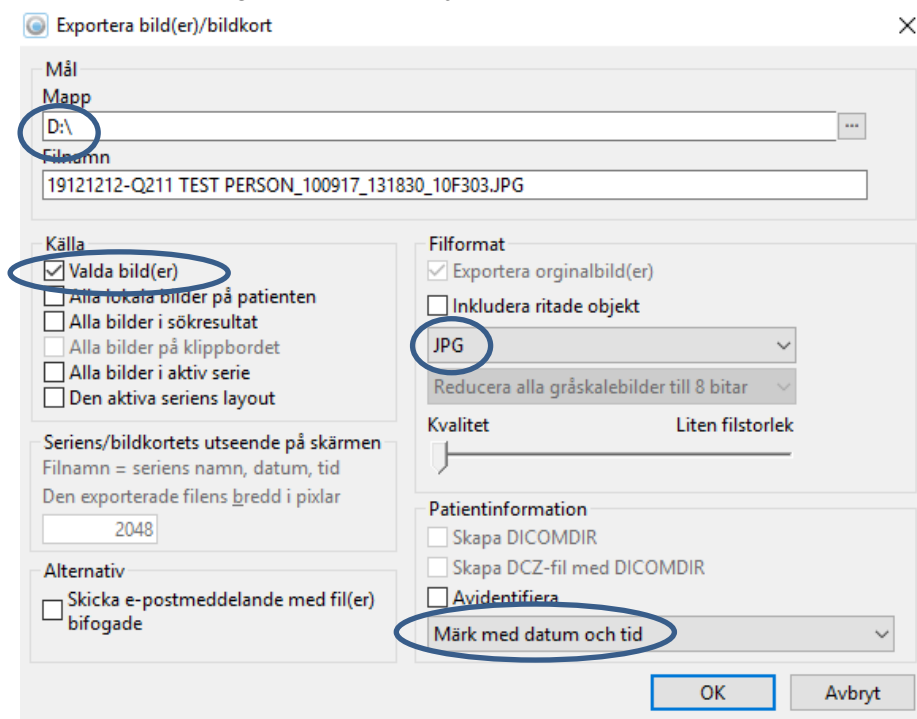 Exportera bild(er)/bildkort
Mål
Mapp
D:\
...
Filnamn
19121212-Q211 TEST PERSON_100917_131830_10F303.JPG
Källa
Valda bild(er)
Alla lokala bilder på patienten
Alla bilder i sökresultat
Alla bilder på klippbordet
Alla bilder i aktiv serie
Den aktiva seriens layout
Seriens/bildkortets utseende på skärmen
Filnamn = seriens namn, datum, tid
Den exporterade filens bredd i pixlar
2048
Alternativ
Skicka e-postmeddelande med fil(er)
bifogade
Filformat
Exportera orginalbild(er)
Inkludera ritade objekt
JPG
Reducera alla gråskalebilder till 8 bitar
Kvalitet Liten filstorlek
Patientinformation
Skapa DICOMDIR
Skapa DCZ-fil med DICOMDIR
Avidentifiera
Märk med datum och tid
OK Avbryt